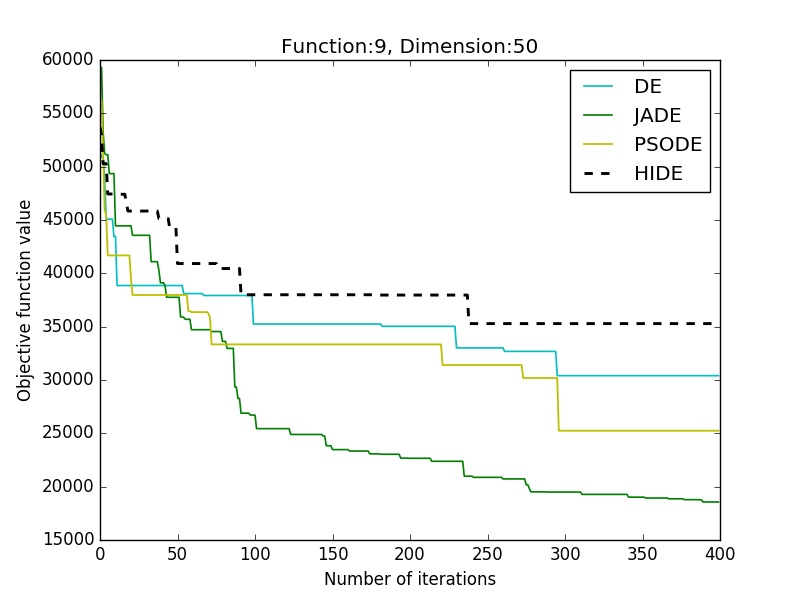 Function:9, Dimension:50
60000
55000
50000
45000
40000
35000
30000
25000
20000
15000
Objective function value
DE
JADE
PSODE
HIDE
0 50 100 150 200 250 300 350 400
Number of iterations